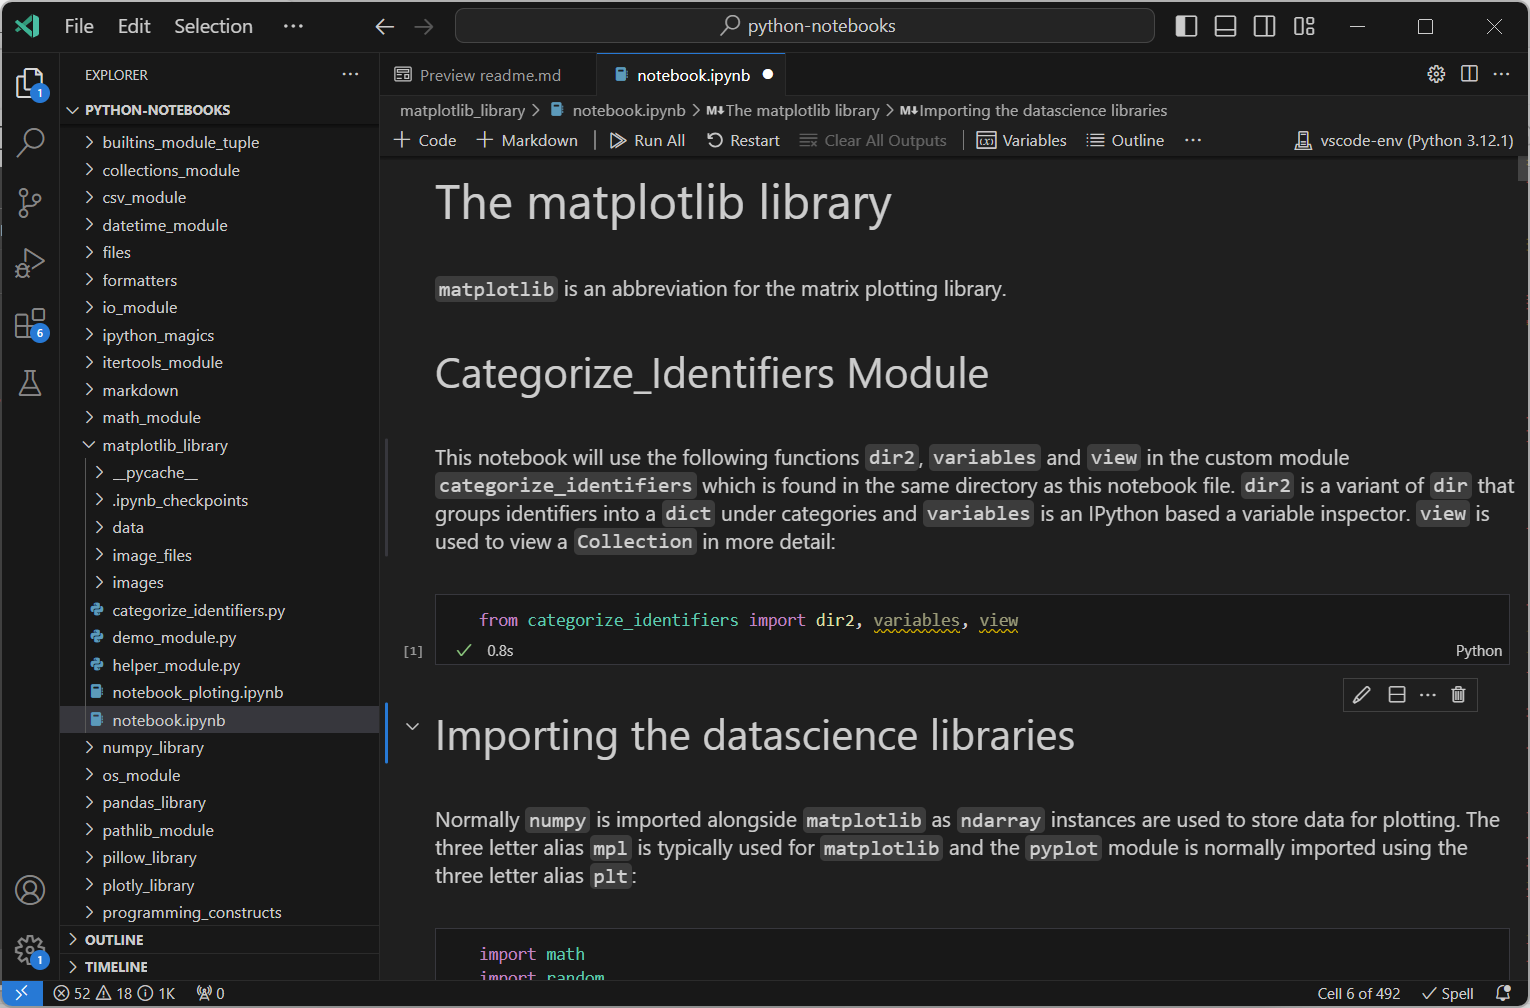 File Edit Selection ···
python-notebooks
EXPLORER ···
PYTHON-NOTEBOOKS
builtins_module_tuple
collections_module
csv_module
datetime_module
files
formatters
io_module
ipython_magics
itertools_module
markdown
math_module
matplotlib_library
__pycache__
.ipynb_checkpoints
data
image_files
images
categorize_identifiers.py
demo_module.py
helper_module.py
notebook_ploting.ipynb
notebook.ipynb
numpy_library
os_module
pandas_library
pathlib_module
pillow_library
plotly_library
programming_constructs
OUTLINE
TIMELINE
1
6
1
Preview readme.md
notebook.ipynb
matplotlib_library > notebook.ipynb > M↓The matplotlib library > M↓Importing the datascience libraries
+ Code + Markdown | Run All Restart Clear All Outputs | Variables Outline ··· vscode-env (Python 3.12.1)
The matplotlib library
matplotlib is an abbreviation for the matrix plotting library.
Categorize_Identifiers Module
This notebook will use the following functions dir2, variables and view in the custom module
categorize_identifiers which is found in the same directory as this notebook file. dir2 is a variant of dir that
groups identifiers into a dict under categories and variables is an IPython based a variable inspector. view is
used to view a Collection in more detail:
from categorize_identifiers import dir2, variables, view
[1] ✓ 0.8s Python
Importing the datascience libraries
Normally numpy is imported alongside matplotlib as ndarray instances are used to store data for plotting. The
three letter alias mpl is typically used for matplotlib and the pyplot module is normally imported using the
three letter alias plt:
import math
import random
52 18 1K 0 Cell 6 of 492 ✓ Spell